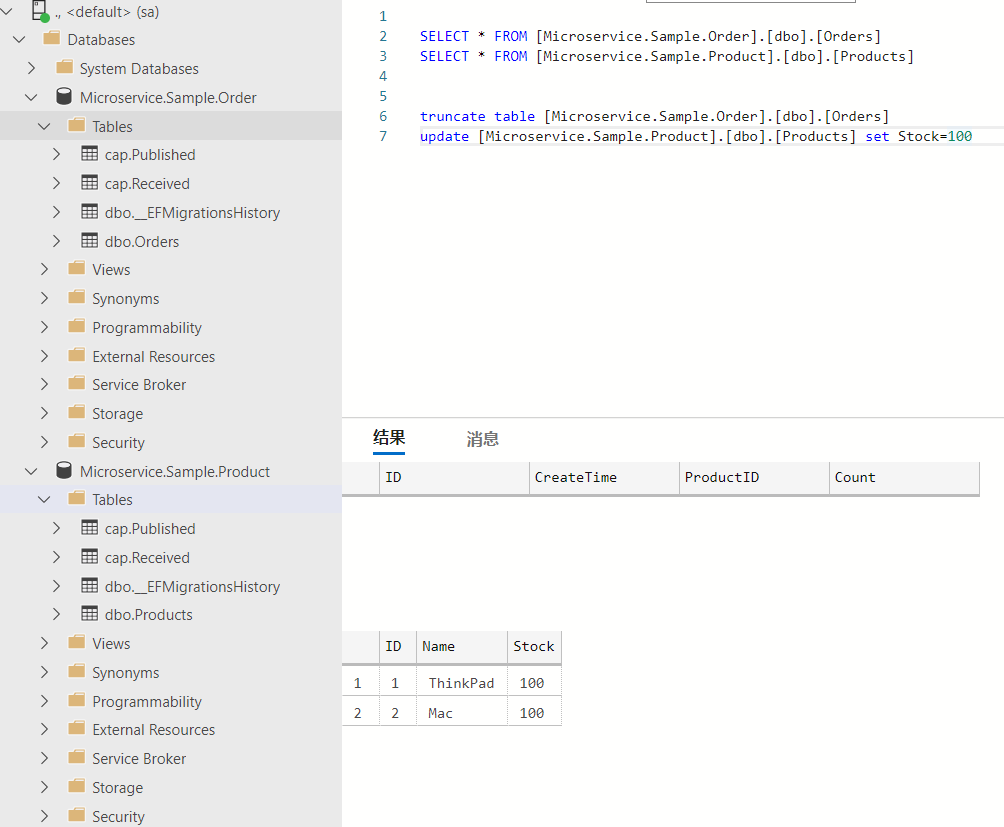 ., <default> (sa)
Databases
System Databases
Microservice.Sample.Order
Tables
cap.Published
cap.Received
dbo.__EFMigrationsHistory
dbo.Orders
Views
Synonyms
Programmability
External Resources
Service Broker
Storage
Security
Microservice.Sample.Product
Tables
cap.Published
cap.Received
dbo.__EFMigrationsHistory
dbo.Products
Views
Synonyms
Programmability
External Resources
Service Broker
Storage
Security
1
2 SELECT * FROM [Microservice.Sample.Order].[dbo].[Orders]
3 SELECT * FROM [Microservice.Sample.Product].[dbo].[Products]
4
5
6 truncate table [Microservice.Sample.Order].[dbo].[Orders]
7 update [Microservice.Sample.Product].[dbo].[Products] set Stock=100
结果 消息
ID CreateTime ProductID Count
ID Name Stock
1 1 ThinkPad 100
2 2 Mac 100